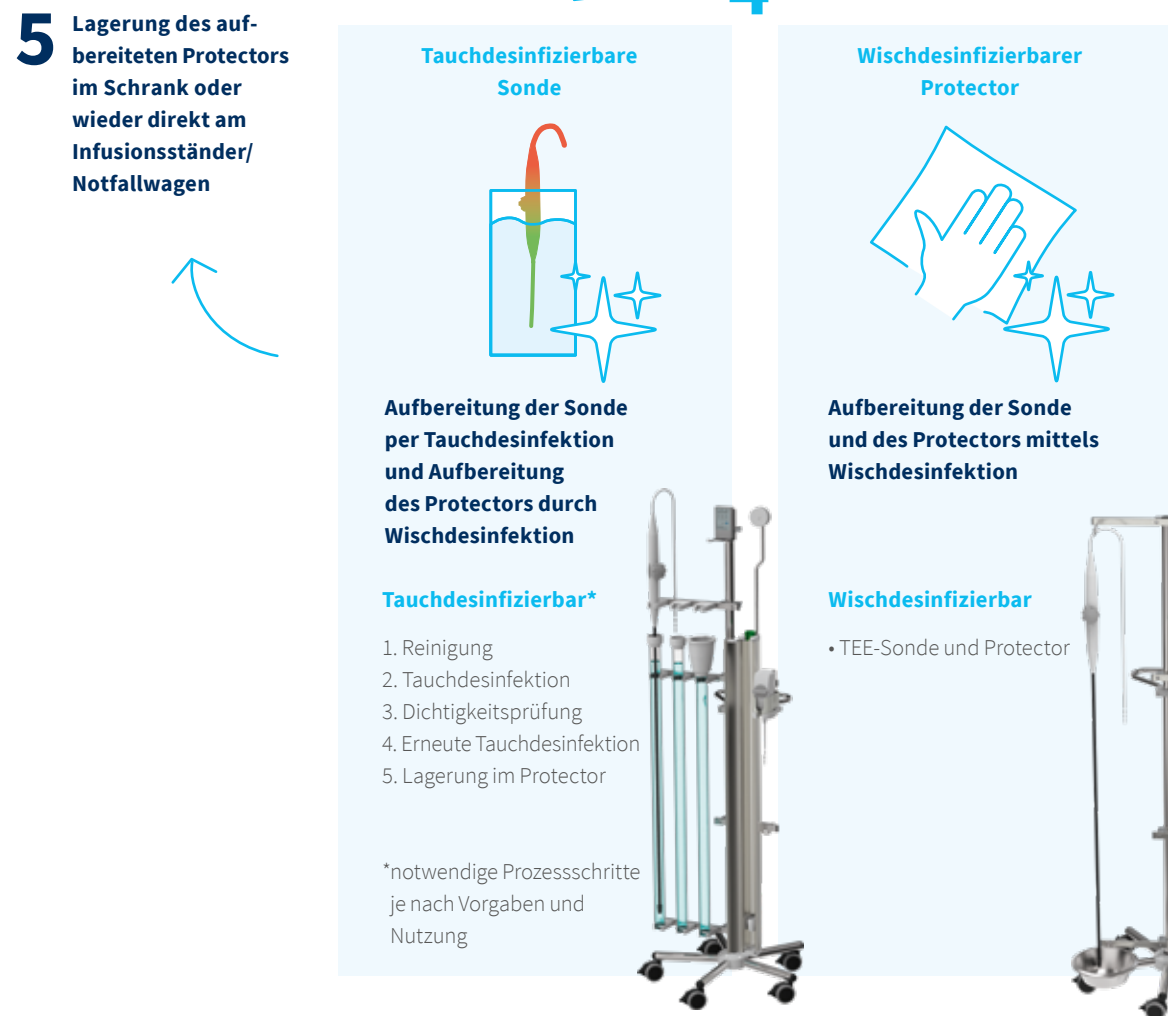 5
Lagerung des auf-
bereiteten Protectors
im Schrank oder
wieder direkt am
Infusionsständer/
Notfallwagen
Tauchdesinfizierbare
Sonde
Aufbereitung der Sonde
per Tauchdesinfektion
und Aufbereitung
des Protectors durch
Wischdesinfektion
Tauchdesinfizierbar*
1. Reinigung
2. Tauchdesinfektion
3. Dichtigkeitsprüfung
4. Erneute Tauchdesinfektion
5. Lagerung im Protector
*notwendige Prozessschritte
je nach Vorgaben und
Nutzung
Wischdesinfizierbarer
Protector
Aufbereitung der Sonde
und des Protectors mittels
Wischdesinfektion
Wischdesinfizierbar
• TEE-Sonde und Protector